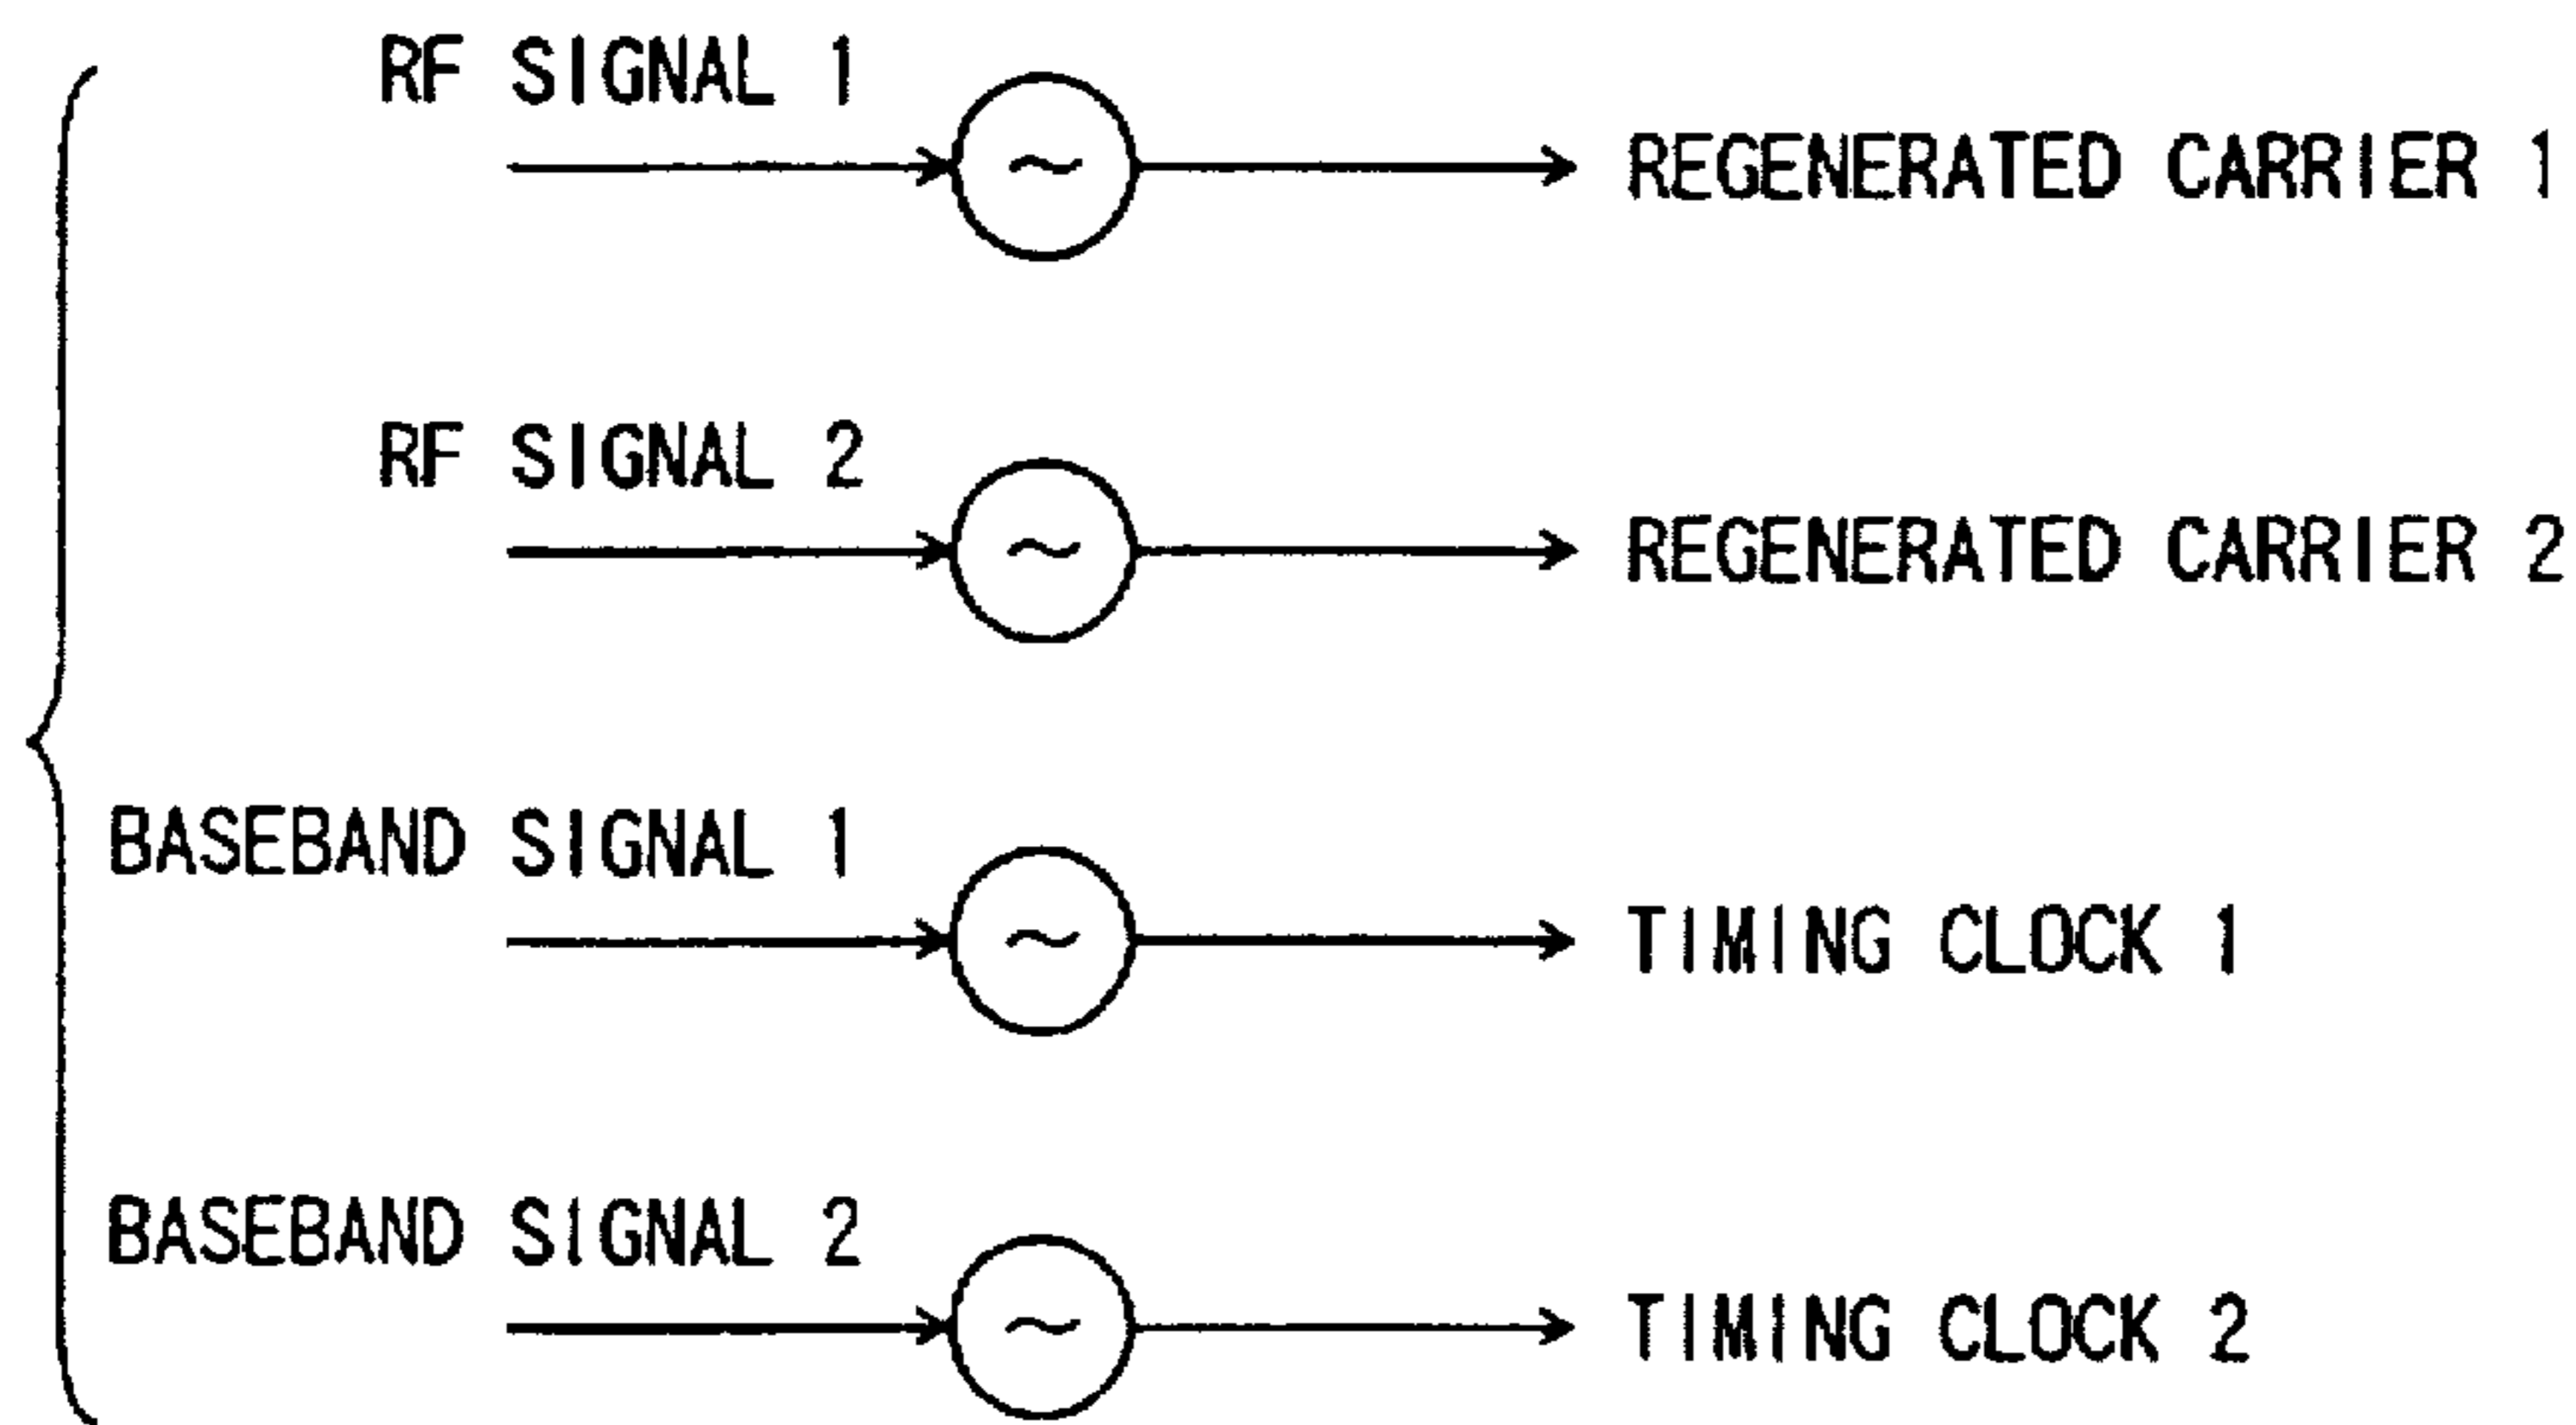 RF SIGNAL 1
REGENERATED CARRIER 1
RF SIGNAL 2
REGENERATED CARRIER 2
BASEBAND SIGNAL 1
TIMING CLOCK 1
BASEBAND SIGNAL 2
TIMING CLOCK 2